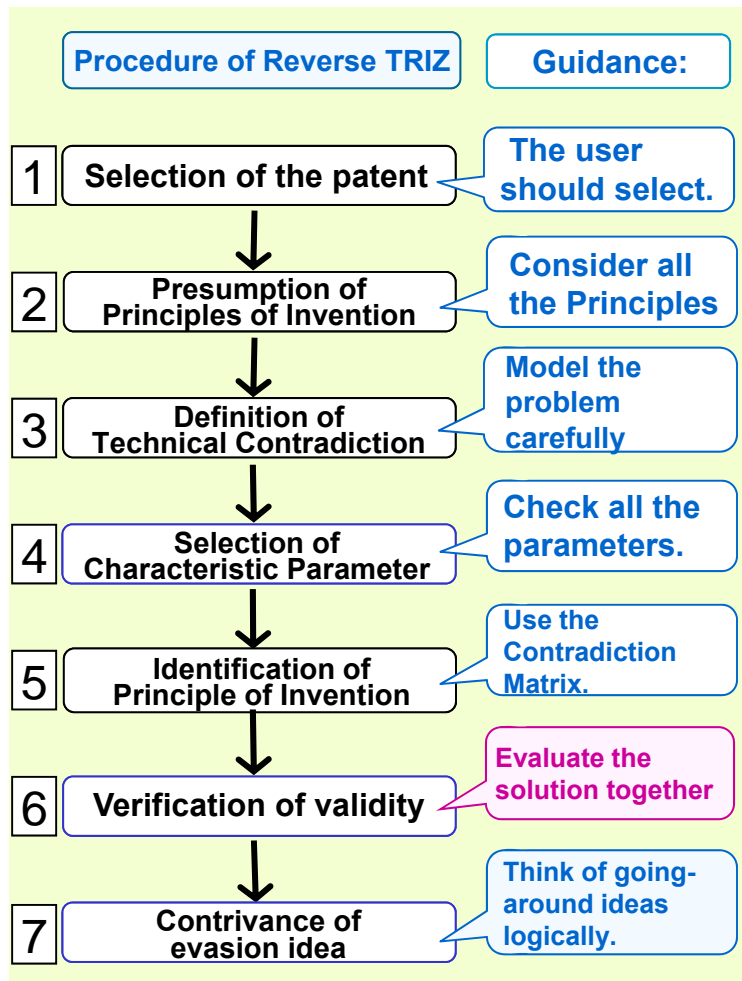 Procedure of Reverse TRIZ
Guidance:
1
Selection of the patent
The user
should select.
2
Presumption of
Principles of Invention
Consider all
the Principles
3
Definition of
Technical Contradiction
Model the
problem
carefully
4
Selection of
Characteristic Parameter
Check all the
parameters.
5
Identification of
Principle of Invention
Use the
Contradiction
Matrix.
6
Verification of validity
Evaluate the
solution together
7
Contrivance of
evasion idea
Think of going-
around ideas
logically.